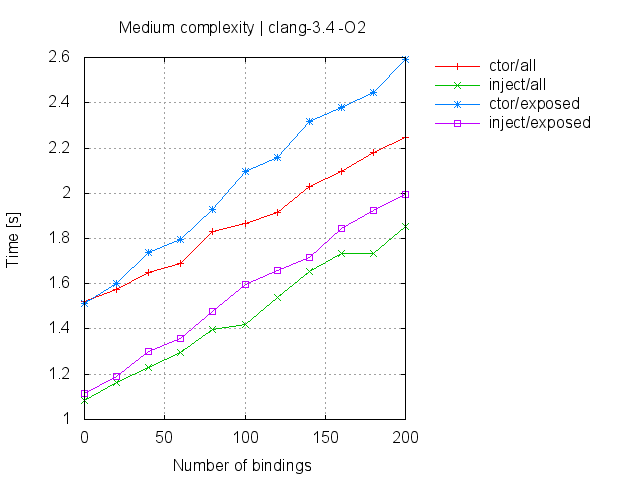 Medium complexity | clang-3.4 -O2
2.6
2.4
2.2
2
1.8
1.6
1.4
1.2
1
Time [s]
0
50
100
150
200
Number of bindings
ctor/all
inject/all
ctor/exposed
inject/exposed